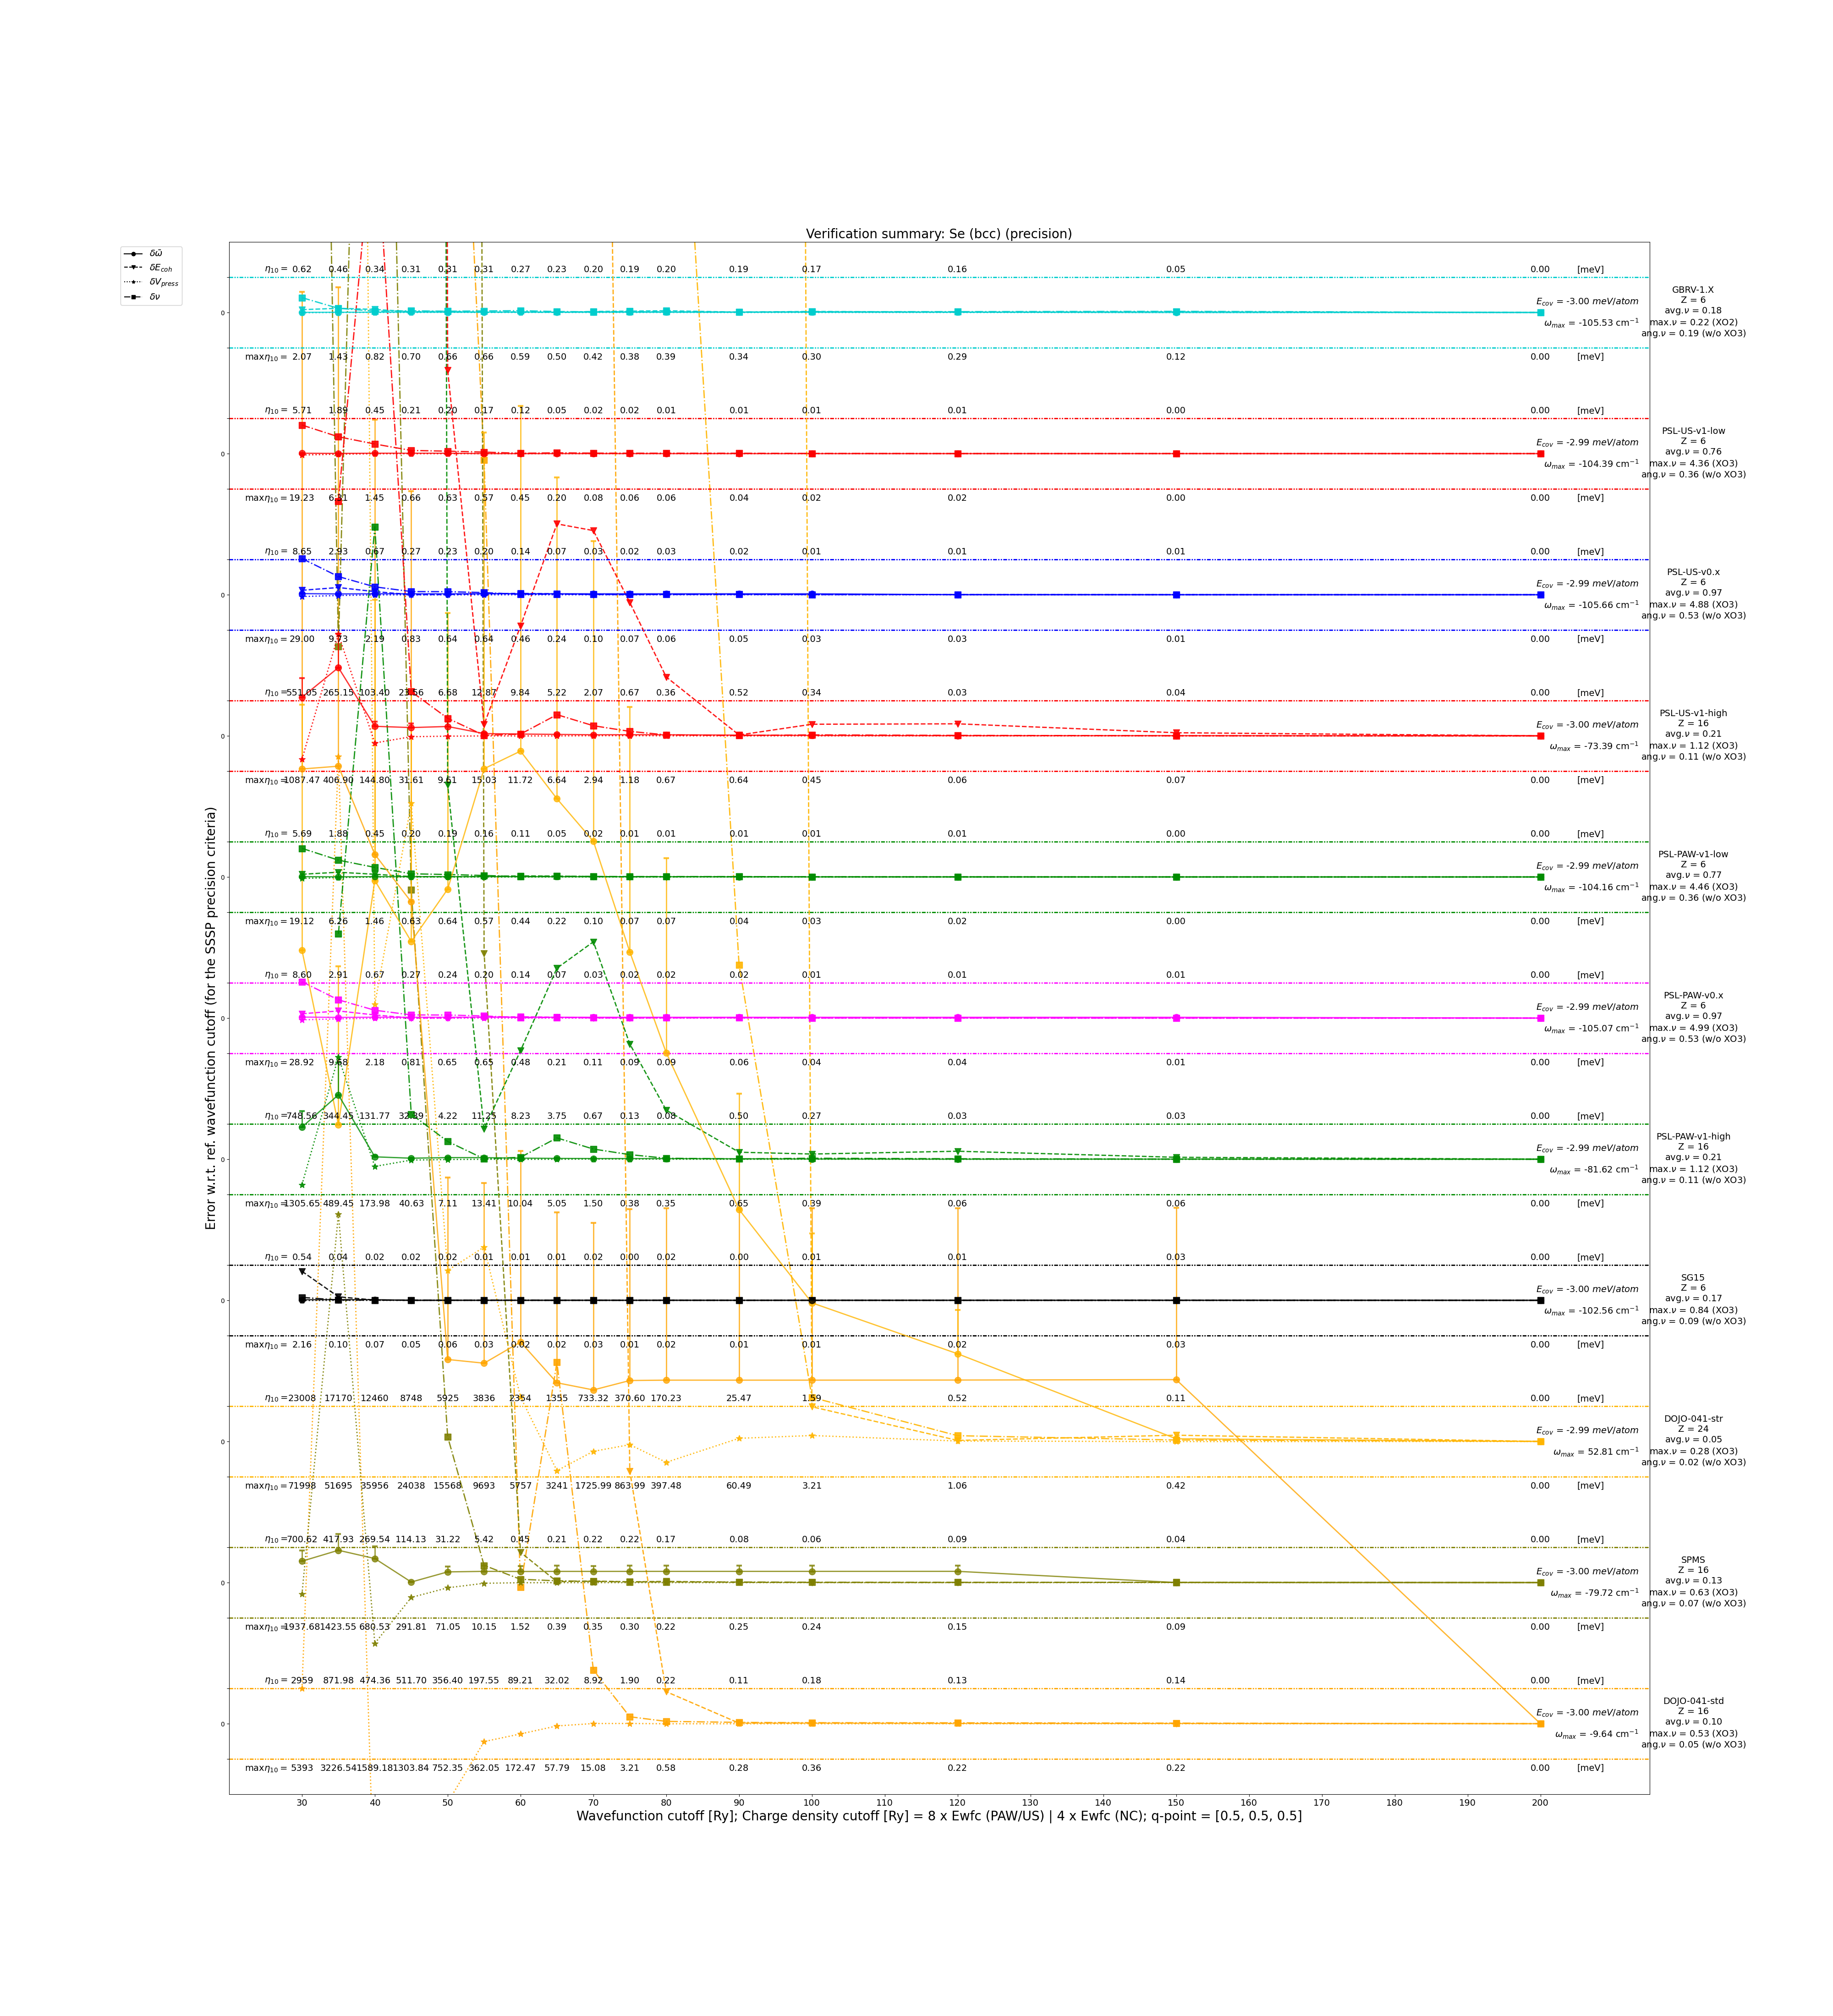 Verification summary: Se (bcc) (precision)
δω̄
δE_coh
δV_press
δν
Error w.r.t. ref. wavefunction cutoff (for the SSSP precision criteria)
η10 = 0.62 0.46 0.34 0.31 0.31 0.31 0.27 0.23 0.20 0.19 0.20 0.19 0.17 0.16 0.05 0.00 [meV]
0
E_cov = -3.00 meV/atom
ω_max = -105.53 cm−1
GBRV-1.X
Z = 6
avg.ν = 0.18
max.ν = 0.22 (XO2)
ang.ν = 0.19 (w/o XO3)
maxη10 = 2.07 1.43 0.82 0.70 0.66 0.66 0.59 0.50 0.42 0.38 0.39 0.34 0.30 0.29 0.12 0.00 [meV]
η10 = 5.71 1.89 0.45 0.21 0.20 0.17 0.12 0.05 0.02 0.02 0.01 0.01 0.01 0.01 0.00 0.00 [meV]
0
E_cov = -2.99 meV/atom
ω_max = -104.39 cm−1
PSL-US-v1-low
Z = 6
avg.ν = 0.76
max.ν = 4.36 (XO3)
ang.ν = 0.36 (w/o XO3)
maxη10 = 19.23 1.45 0.66 0.63 0.57 0.45 0.20 0.08 0.06 0.06 0.04 0.02 0.02 0.00 0.00 [meV]
η10 = 8.65 2.93 0.67 0.27 0.23 0.20 0.14 0.07 0.03 0.02 0.03 0.02 0.01 0.01 0.01 0.00 [meV]
0
E_cov = -2.99 meV/atom
ω_max = -105.66 cm−1
PSL-US-v0.x
Z = 6
avg.ν = 0.97
max.ν = 4.88 (XO3)
ang.ν = 0.53 (w/o XO3)
maxη10 = 29.00 9.73 2.19 0.83 0.64 0.64 0.46 0.24 0.10 0.07 0.06 0.05 0.03 0.03 0.01 0.00 [meV]
η10 = 551.05 265.15 103.40 6.68 12.87 9.84 5.22 2.07 0.67 0.36 0.52 0.34 0.03 0.04 0.00 [meV]
0
E_cov = -3.00 meV/atom
ω_max = -73.39 cm−1
PSL-US-v1-high
Z = 16
avg.ν = 0.21
max.ν = 1.12 (XO3)
ang.ν = 0.11 (w/o XO3)
maxη10 = 1087.47 406.90 144.80 31.61 9.61 15.03 11.72 6.64 2.94 1.18 0.67 0.64 0.45 0.06 0.07 0.00 [meV]
η10 = 5.69 1.88 0.45 0.20 0.19 0.16 0.11 0.05 0.02 0.01 0.01 0.01 0.01 0.01 0.00 0.00 [meV]
0
E_cov = -2.99 meV/atom
ω_max = -104.16 cm−1
PSL-PAW-v1-low
Z = 6
avg.ν = 0.77
max.ν = 4.46 (XO3)
ang.ν = 0.36 (w/o XO3)
maxη10 = 19.12 6.26 1.46 0.63 0.64 0.57 0.44 0.22 0.10 0.07 0.07 0.04 0.03 0.02 0.00 0.00 [meV]
η10 = 8.60 2.91 0.67 0.27 0.24 0.20 0.14 0.07 0.03 0.02 0.02 0.02 0.01 0.01 0.01 0.00 [meV]
0
E_cov = -2.99 meV/atom
ω_max = -105.07 cm−1
PSL-PAW-v0.x
Z = 6
avg.ν = 0.97
max.ν = 4.99 (XO3)
ang.ν = 0.53 (w/o XO3)
maxη10 = 28.92 9.68 2.18 0.81 0.65 0.65 0.48 0.21 0.11 0.09 0.09 0.06 0.04 0.04 0.01 0.00 [meV]
η10 = 748.56 344.45 131.77 4.22 11.25 8.23 3.75 0.67 0.13 0.08 0.50 0.27 0.03 0.03 0.00 [meV]
0
E_cov = -2.99 meV/atom
ω_max = -81.62 cm−1
PSL-PAW-v1-high
Z = 16
avg.ν = 0.21
max.ν = 1.12 (XO3)
ang.ν = 0.11 (w/o XO3)
maxη10 = 1305.65 489.45 173.98 40.63 7.11 13.41 10.04 5.05 1.50 0.38 0.35 0.65 0.39 0.06 0.06 0.00 [meV]
η10 = 0.54 0.04 0.02 0.02 0.02 0.01 0.01 0.01 0.02 0.00 0.02 0.00 0.01 0.01 0.03 0.00 [meV]
0
E_cov = -3.00 meV/atom
ω_max = -102.56 cm−1
SG15
Z = 6
avg.ν = 0.17
max.ν = 0.84 (XO3)
ang.ν = 0.09 (w/o XO3)
maxη10 = 2.16 0.10 0.07 0.05 0.06 0.03 0.02 0.02 0.03 0.01 0.02 0.01 0.01 0.02 0.03 0.00 [meV]
η10 = 23008 17170 12460 8748 5925 3836 2354 1355 733.32 370.60 170.23 25.47 1.59 0.52 0.11 0.00 [meV]
0
E_cov = -2.99 meV/atom
ω_max = 52.81 cm−1
DOJO-041-str
Z = 24
avg.ν = 0.05
max.ν = 0.28 (XO3)
ang.ν = 0.02 (w/o XO3)
maxη10 = 71998 51695 35956 24038 15568 9693 5757 3241 1725.99 863.99 397.48 60.49 3.21 1.06 0.42 0.00 [meV]
η10 = 700.62 417.93 269.54 114.13 31.22 5.42 0.45 0.21 0.22 0.22 0.17 0.08 0.06 0.09 0.04 0.00 [meV]
0
E_cov = -3.00 meV/atom
ω_max = -79.72 cm−1
SPMS
Z = 16
avg.ν = 0.13
max.ν = 0.63 (XO3)
ang.ν = 0.07 (w/o XO3)
maxη10 = 1937.68 1423.55 680.53 291.81 71.05 10.15 1.52 0.39 0.35 0.30 0.22 0.25 0.24 0.15 0.09 0.00 [meV]
η10 = 2959 871.98 474.36 511.70 356.40 197.55 89.21 32.02 8.92 1.90 0.22 0.11 0.18 0.13 0.14 0.00 [meV]
0
E_cov = -3.00 meV/atom
ω_max = -9.64 cm−1
DOJO-041-std
Z = 16
avg.ν = 0.10
max.ν = 0.53 (XO3)
ang.ν = 0.05 (w/o XO3)
maxη10 = 5393 3226.54 1589.18 1303.84 752.35 362.05 172.47 57.79 15.08 3.21 0.58 0.28 0.36 0.22 0.22 0.00 [meV]
30 40 50 60 70 80 90 100 110 120 130 140 150 160 170 180 190 200
Wavefunction cutoff [Ry]; Charge density cutoff [Ry] = 8 x Ewfc (PAW/US) | 4 x Ewfc (NC); q-point = [0.5, 0.5, 0.5]